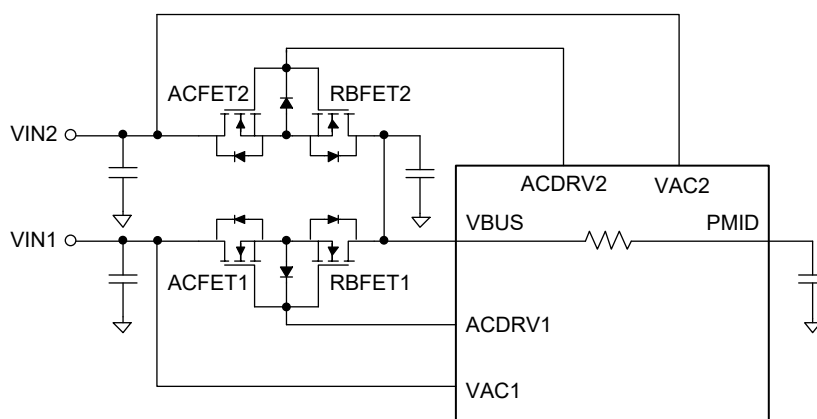 ACFET2
RBFET2
VIN2
ACDRV2
VAC2
VIN1
VBUS
PMID
ACFET1
RBFET1
ACDRV1
VAC1